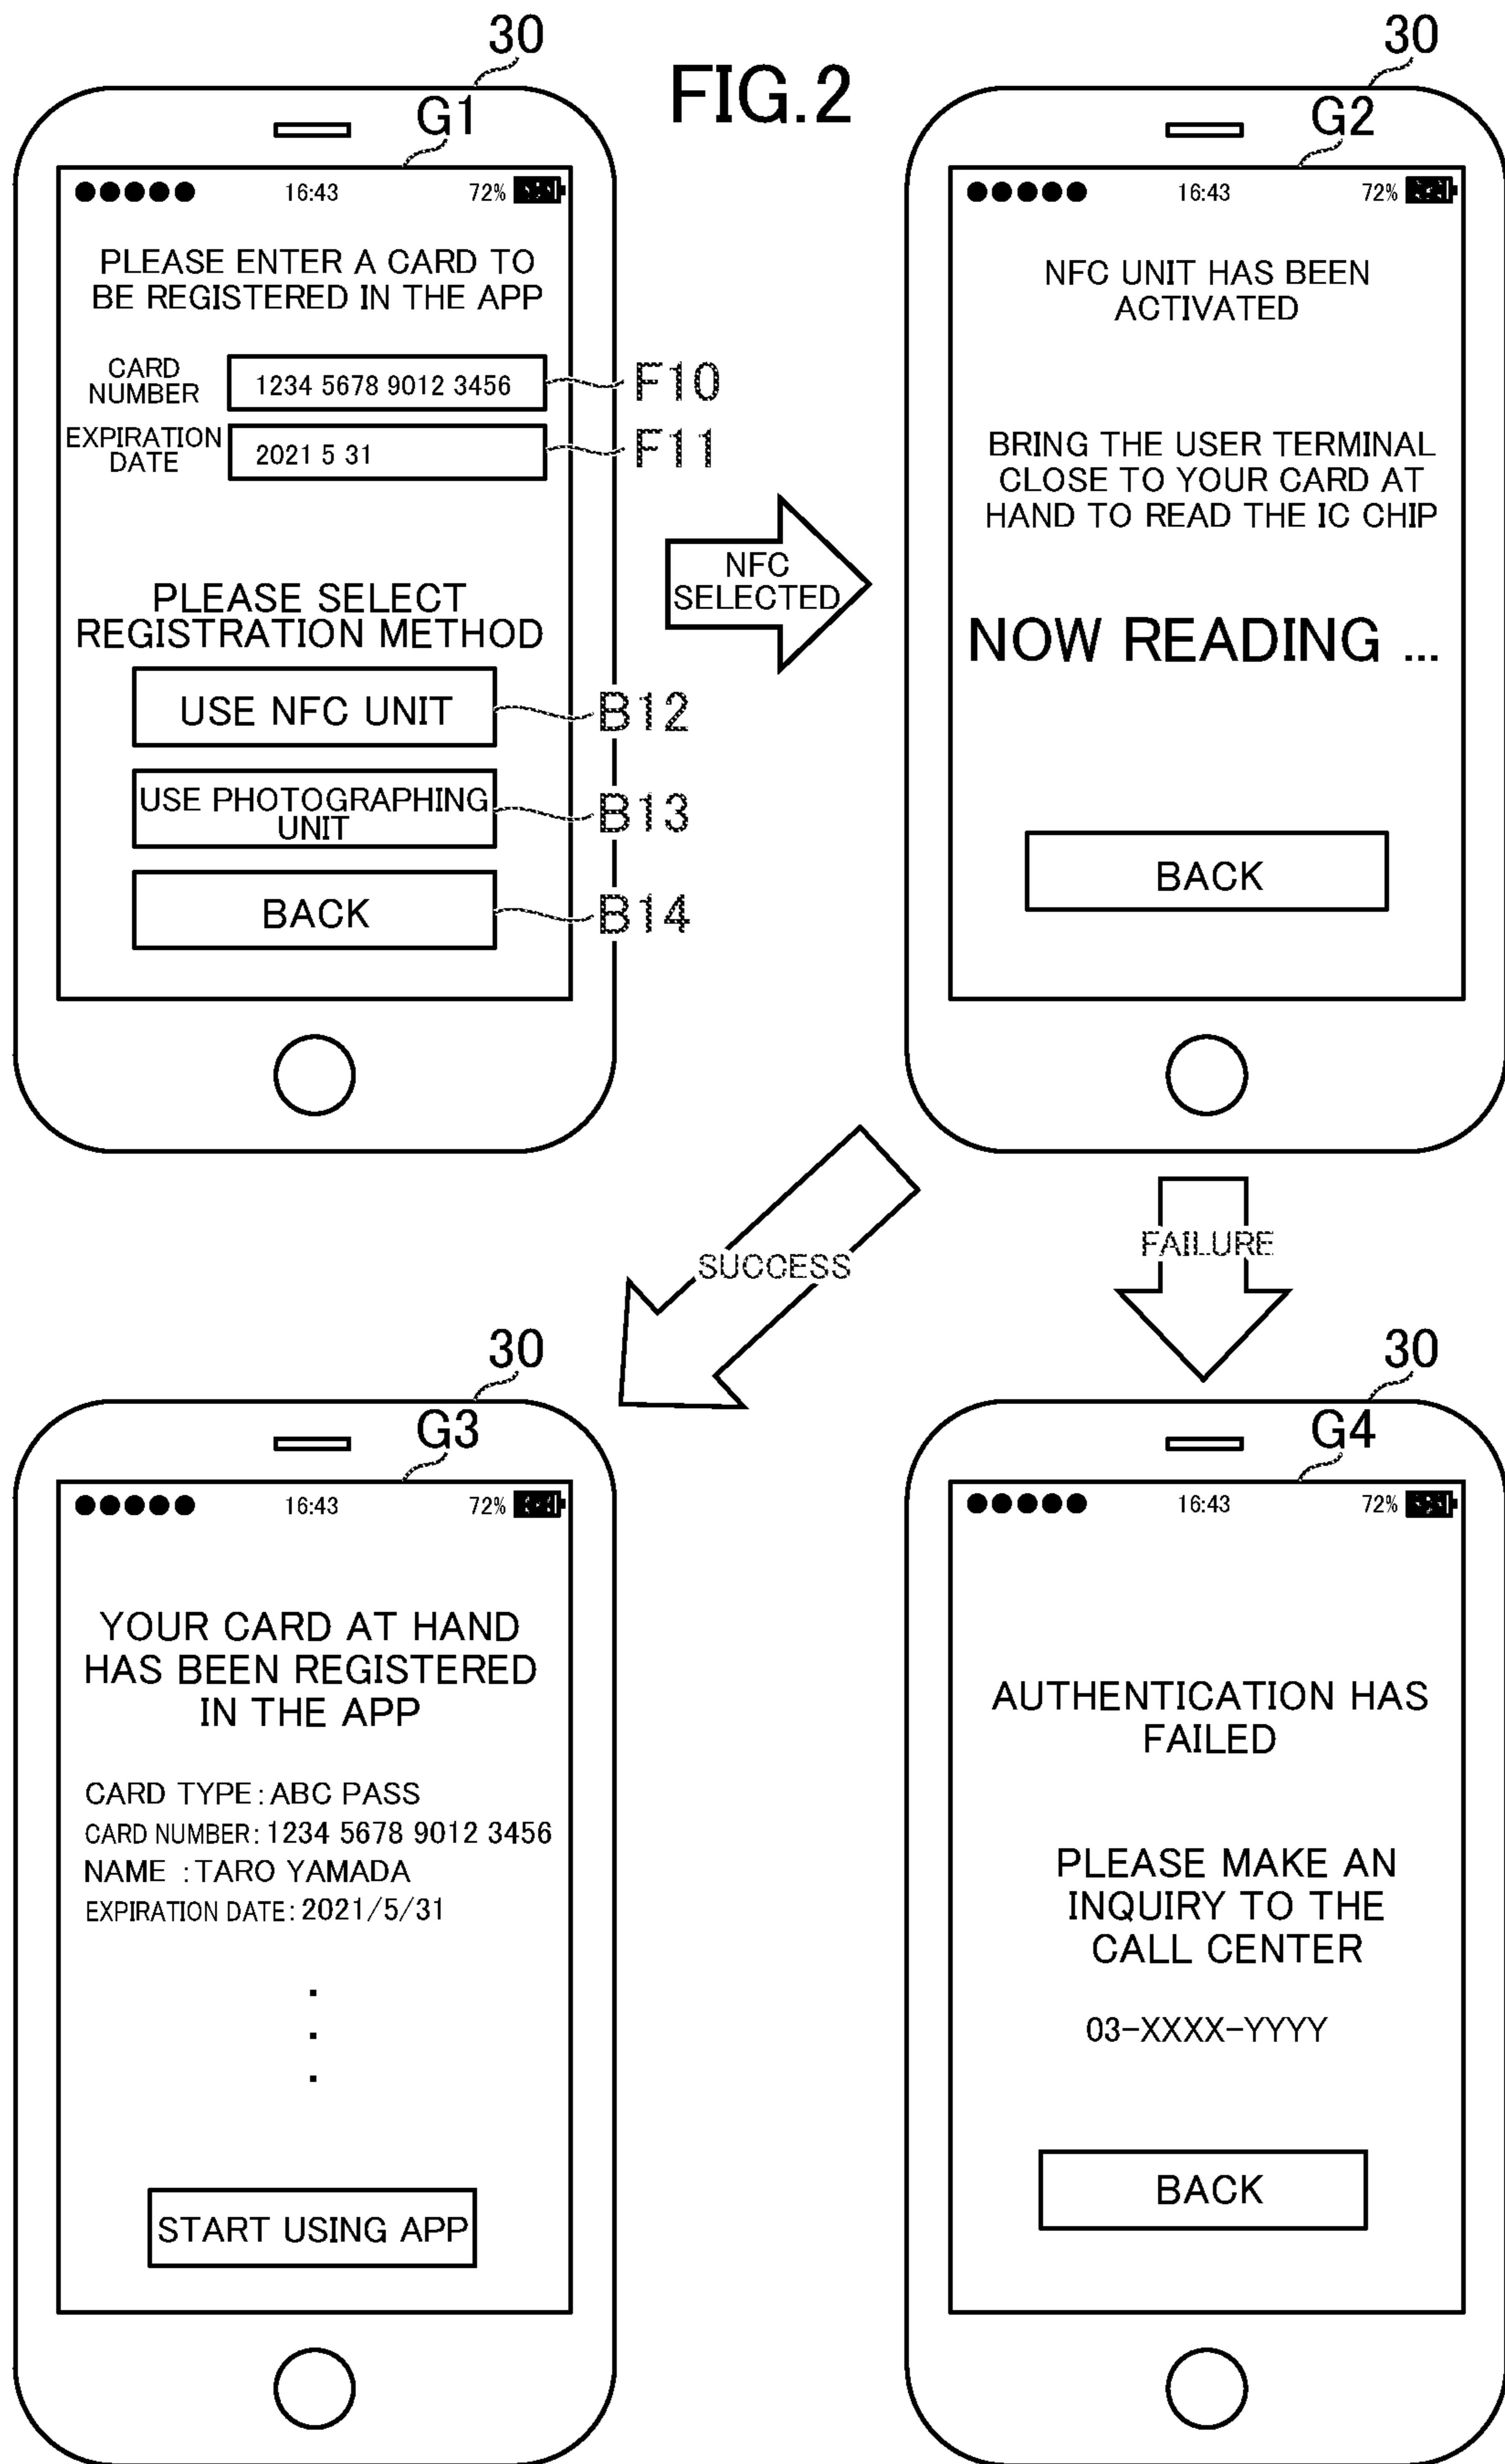 FIG.2
30
G1
16:43
72%
PLEASE ENTER A CARD TO
BE REGISTERED IN THE APP
CARD
NUMBER
1234 5678 9012 3456
F10
EXPIRATION
DATE
2021 5 31
F11
PLEASE SELECT
REGISTRATION METHOD
USE NFC UNIT
B12
USE PHOTOGRAPHING
UNIT
B13
BACK
B14
NFC
SELECTED
30
G2
16:43
72%
NFC UNIT HAS BEEN
ACTIVATED
BRING THE USER TERMINAL
CLOSE TO YOUR CARD AT
HAND TO READ THE IC CHIP
NOW READING ...
BACK
SUCCESS
FAILURE
30
G3
16:43
72%
YOUR CARD AT HAND
HAS BEEN REGISTERED
IN THE APP
CARD TYPE : ABC PASS
CARD NUMBER : 1234 5678 9012 3456
NAME : TARO YAMADA
EXPIRATION DATE : 2021/5/31
START USING APP
30
G4
16:43
72%
AUTHENTICATION HAS
FAILED
PLEASE MAKE AN
INQUIRY TO THE
CALL CENTER
03-XXXX-YYYY
BACK